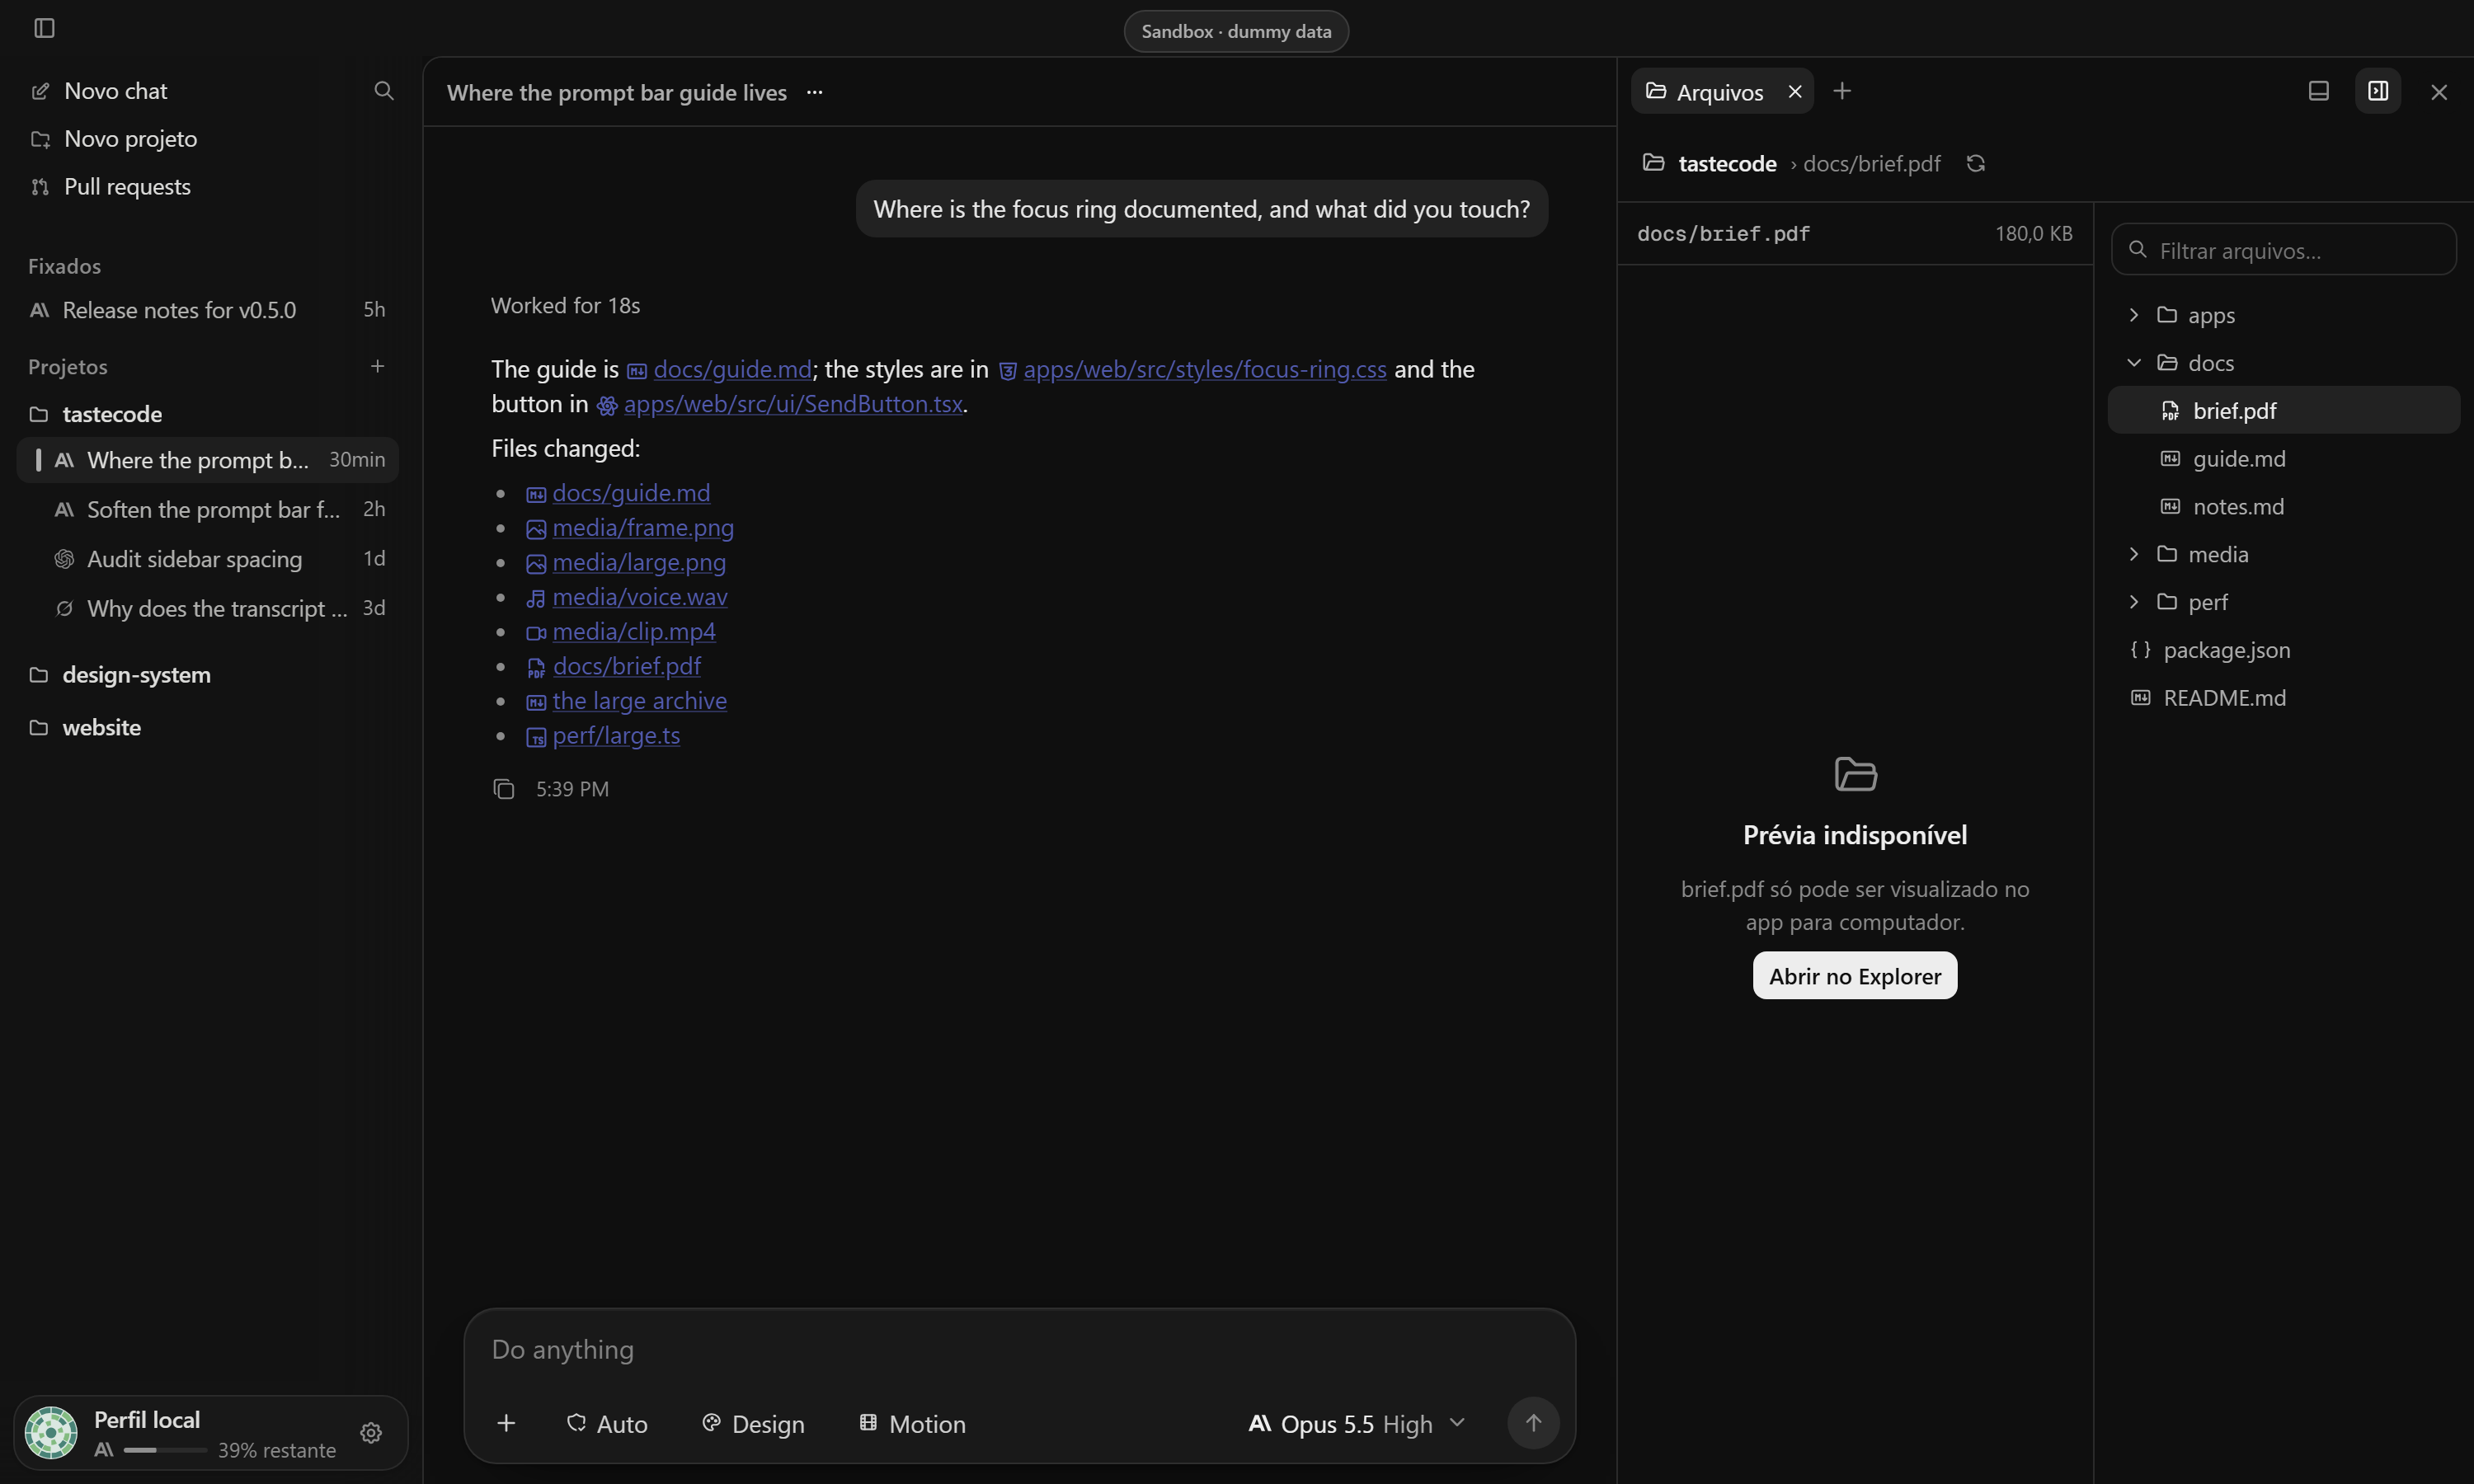 Sandbox · dummy data
Novo chat
Novo projeto
Pull requests
Fixados
Release notes for v0.5.0 5h
Projetos
tastecode
Where the prompt b... 30min
Soften the prompt bar f... 2h
Audit sidebar spacing 1d
Why does the transcript ... 3d
design-system
website
Perfil local
39% restante
Where the prompt bar guide lives ...
Where is the focus ring documented, and what did you touch?
Worked for 18s
The guide is docs/guide.md; the styles are in apps/web/src/styles/focus-ring.css and the
button in apps/web/src/ui/SendButton.tsx.
Files changed:
docs/guide.md
media/frame.png
media/large.png
media/voice.wav
media/clip.mp4
docs/brief.pdf
the large archive
perf/large.ts
5:39 PM
Do anything
Auto Design Motion Opus 5.5 High
Arquivos
tastecode › docs/brief.pdf
docs/brief.pdf 180,0 KB
Prévia indisponível
brief.pdf só pode ser visualizado no
app para computador.
Abrir no Explorer
Filtrar arquivos...
apps
docs
brief.pdf
guide.md
notes.md
media
perf
package.json
README.md